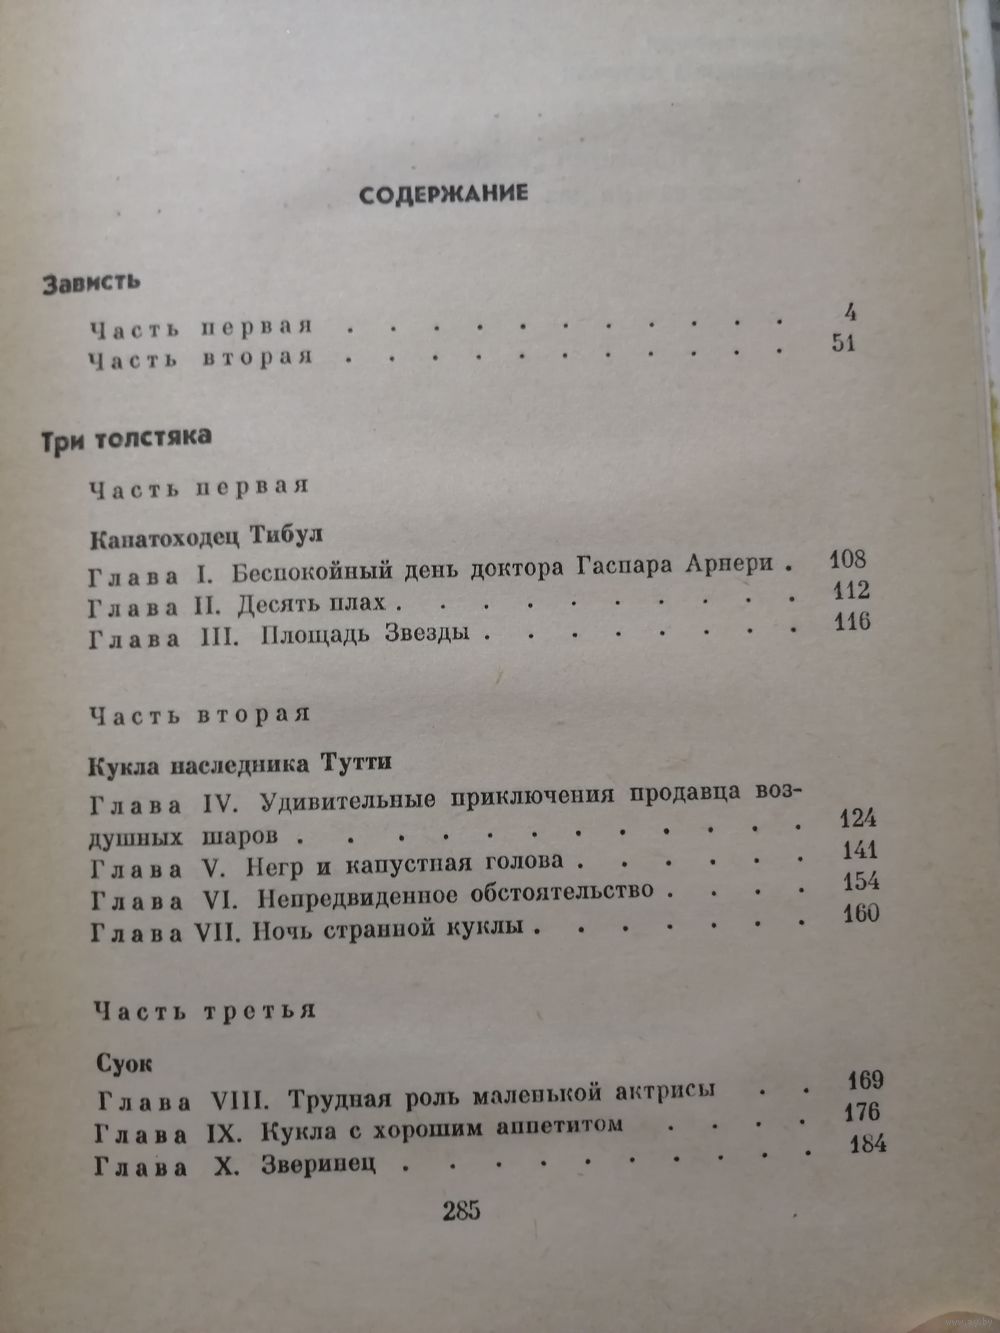 СОДЕРЖАНИЕ
Зависть
Часть первая . . . . . . . . . . . 4
Часть вторая . . . . . . . . . . . 51
Три толстяка
Часть первая
Канатоходец Тибул
Глава I. Беспокойный день доктора Гаспара Арнери . 108
Глава II. Десять плах . . . . . . . . . . 112
Глава III. Площадь Звезды . . . . . . . . 116
Часть вторая
Кукла наследника Тутти
Глава IV. Удивительные приключения продавца воз-
душных шаров . . . . . . . . . . . . 124
Глава V. Негр и капустная голова . . . . . . 141
Глава VI. Непредвиденное обстоятельство . . . . 154
Глава VII. Ночь странной куклы . . . . . . . 160
Часть третья
Суок
Глава VIII. Трудная роль маленькой актрисы . . 169
Глава IX. Кукла с хорошим аппетитом . . . . 176
Глава X. Зверинец . . . . . . . . . . 184
285
www.ay.by